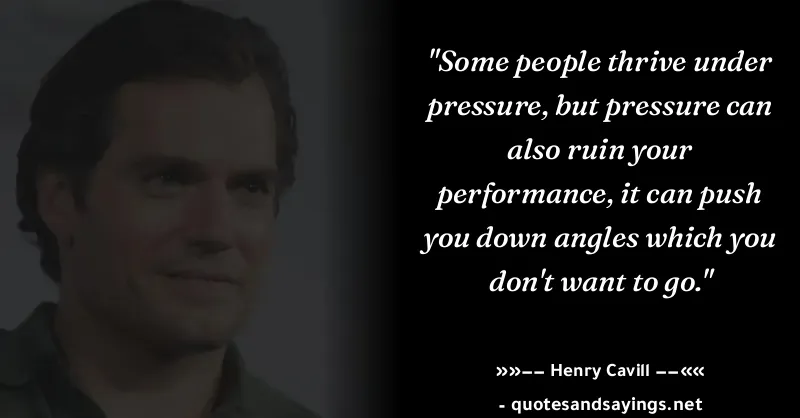 "Some people thrive under
pressure, but pressure can
also ruin your
performance, it can push
you down angles which you
don't want to go."
»»–– Henry Cavill ––««
- quotesandsayings.net